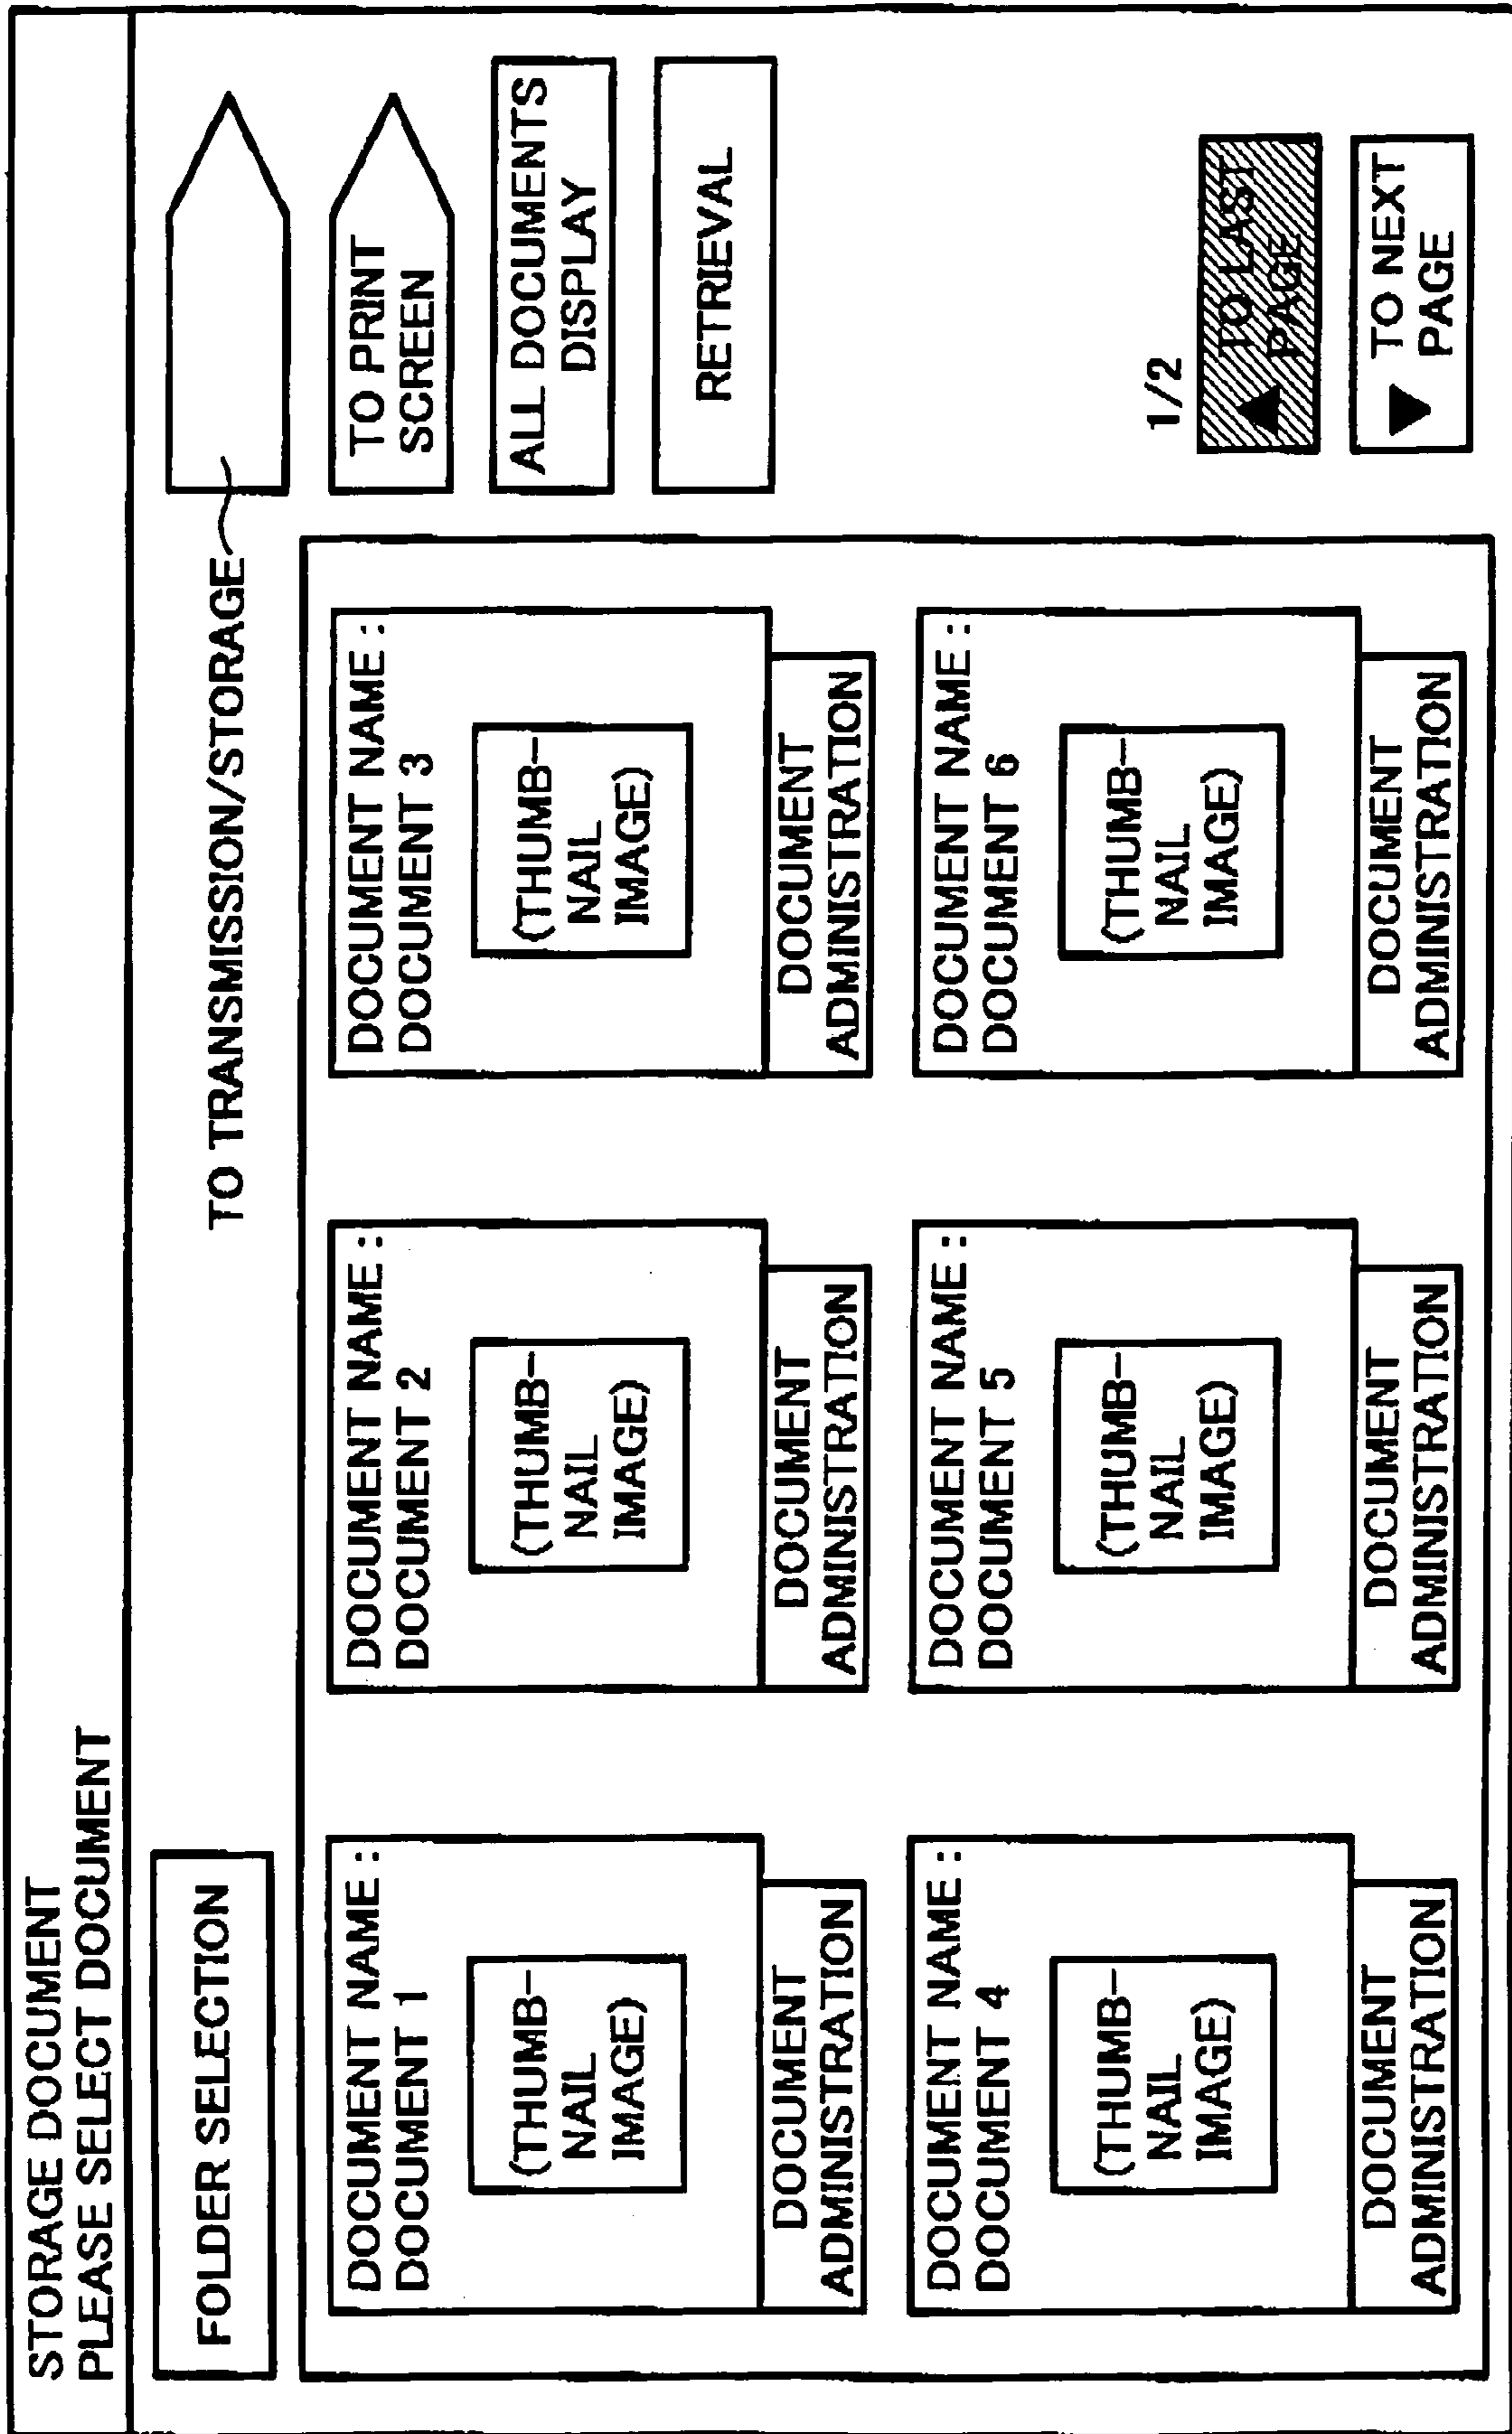 STORAGE DOCUMENT
PLEASE SELECT DOCUMENT
FOLDER SELECTION
TO TRANSMISSION/STORAGE
TO PRINT
SCREEN
ALL DOCUMENTS
DISPLAY
RETRIEVAL
DOCUMENT NAME :
DOCUMENT 1
(THUMB-
NAIL
IMAGE)
DOCUMENT
ADMINISTRATION
DOCUMENT NAME :
DOCUMENT 2
(THUMB-
NAIL
IMAGE)
DOCUMENT
ADMINISTRATION
DOCUMENT NAME :
DOCUMENT 3
(THUMB-
NAIL
IMAGE)
DOCUMENT
ADMINISTRATION
DOCUMENT NAME :
DOCUMENT 4
(THUMB-
NAIL
IMAGE)
DOCUMENT
ADMINISTRATION
DOCUMENT NAME :
DOCUMENT 5
(THUMB-
NAIL
IMAGE)
DOCUMENT
ADMINISTRATION
DOCUMENT NAME :
DOCUMENT 6
(THUMB-
NAIL
IMAGE)
DOCUMENT
ADMINISTRATION
1/2
▲ TO LAST
PAGE
▼ TO NEXT
PAGE